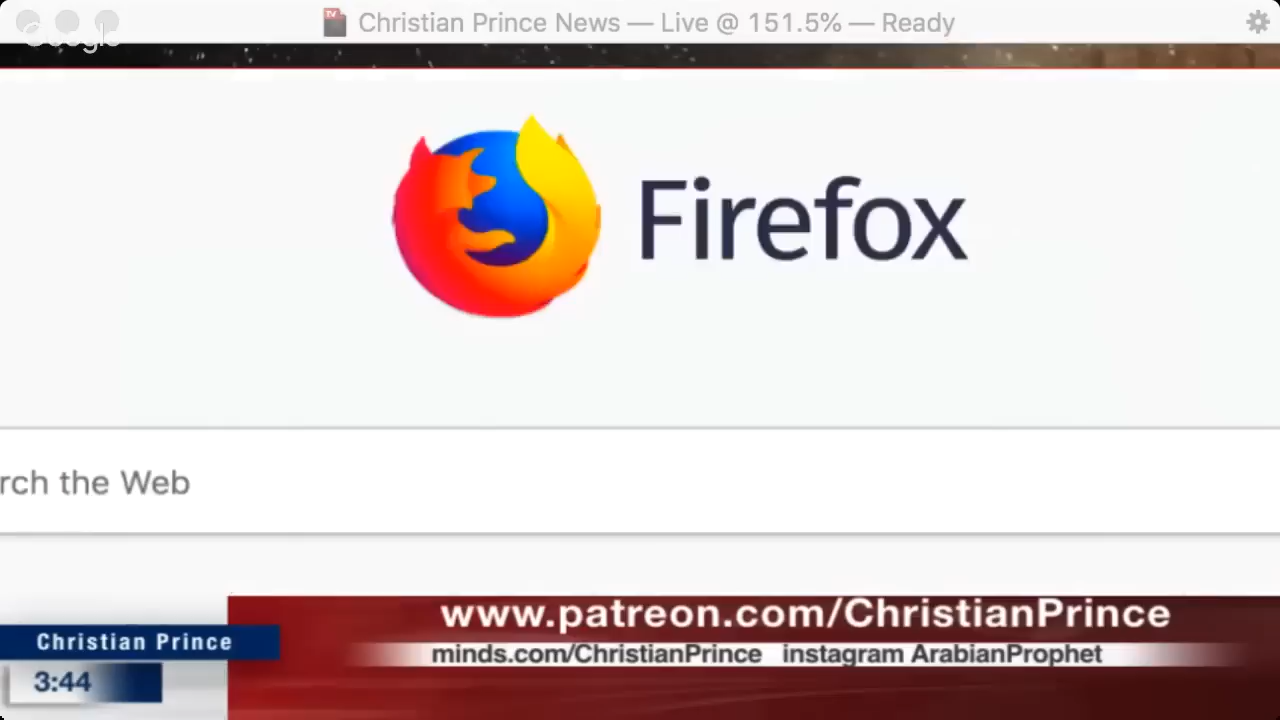 Christian Prince News — Live @ 151.5% — Ready
Google
Firefox
rch the Web
www.patreon.com/ChristianPrince
minds.com/ChristianPrince instagram ArabianProphet
Christian Prince
3:44